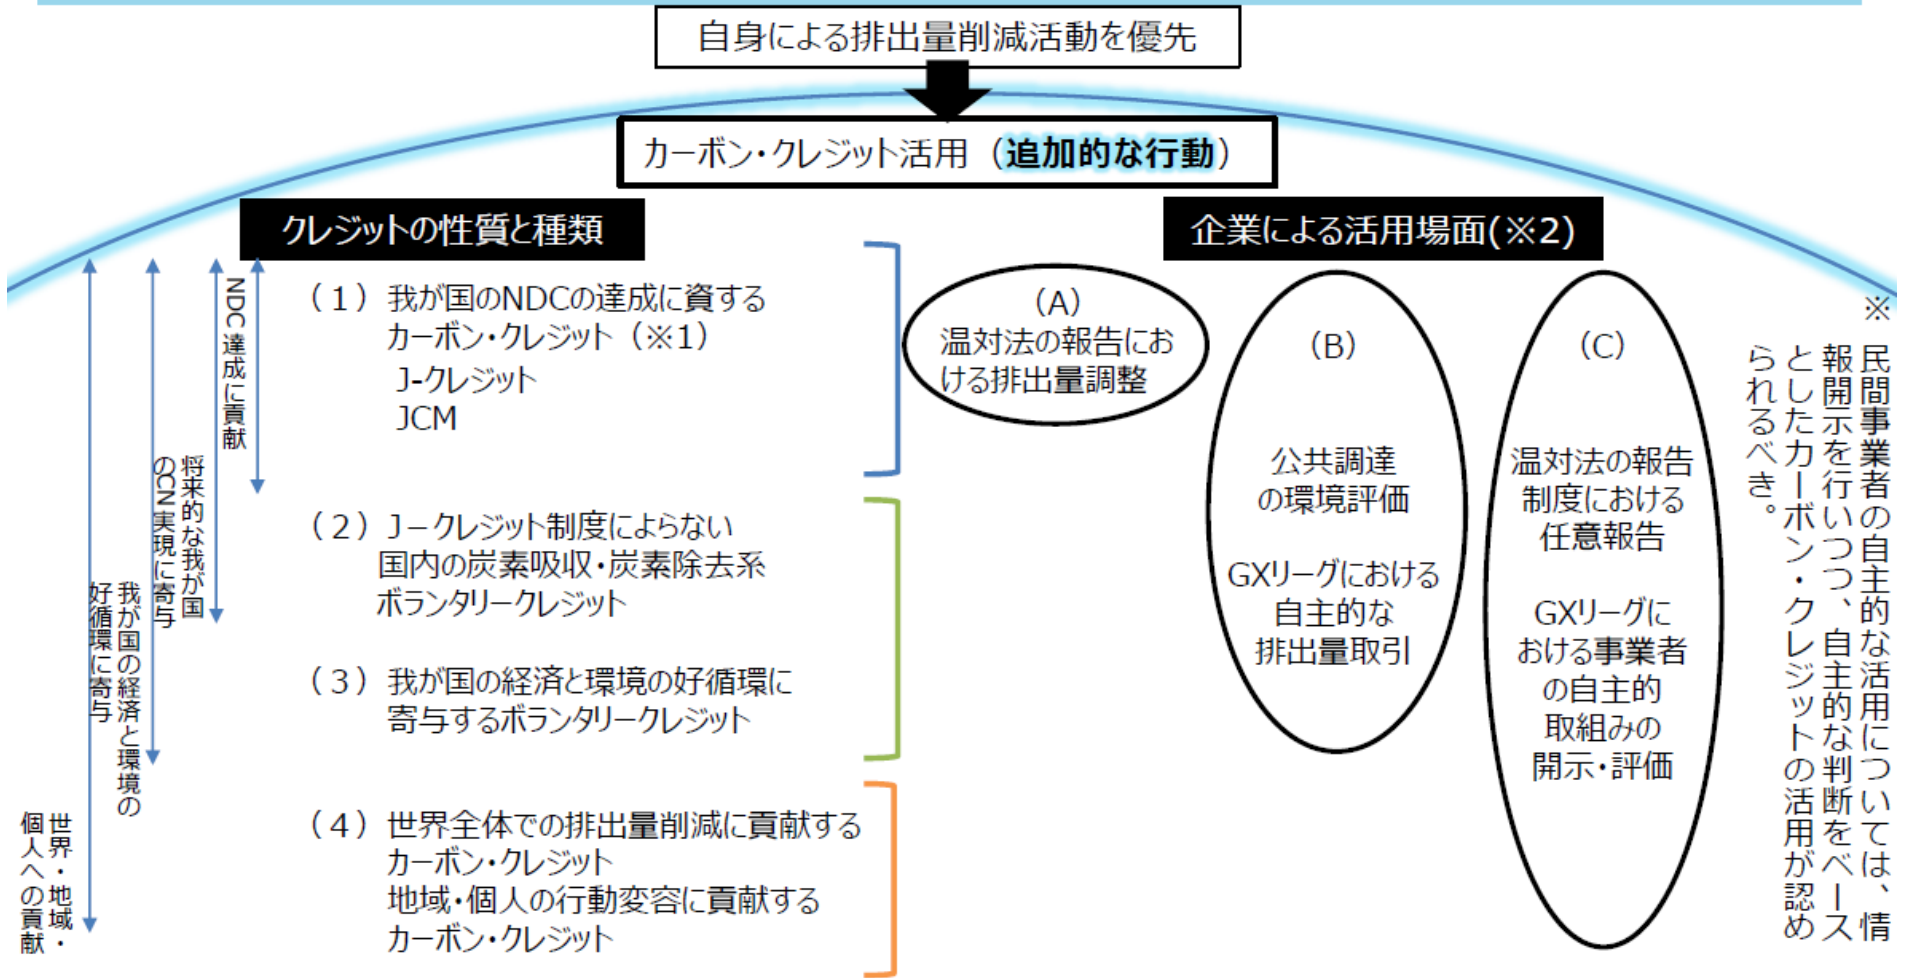 自身による排出量削減活動を優先
カーボン・クレジット活用（追加的な行動）
クレジットの性質と種類
（1）我が国のNDCの達成に資する
カーボン・クレジット（※1）
J-クレジット
JCM
（2）J－クレジット制度によらない
国内の炭素吸収・炭素除去系
ボランタリークレジット
（3）我が国の経済と環境の好循環に
寄与するボランタリークレジット
（4）世界全体での排出量削減に貢献する
カーボン・クレジット
地域・個人の行動変容に貢献する
カーボン・クレジット
NDC 達成に貢献
将来的な我が国
のCN 実現に寄与
我が国の経済と環境の
好循環に寄与
世界・地域・
個人への貢献
企業による活用場面(※2)
（A）
温対法の報告にお
ける排出量調整
（B）
公共調達
の環境評価
GXリーグにおける
自主的な
排出量取引
（C）
温対法の報告
制度における
任意報告
GXリーグに
おける事業者
の自主的
取組みの
開示・評価
※ 民間事業者の自主的な活用については、情
報開示を行いつつ、自主的な判断をベース
としたカーボン・クレジットの活用が認め
られるべき。